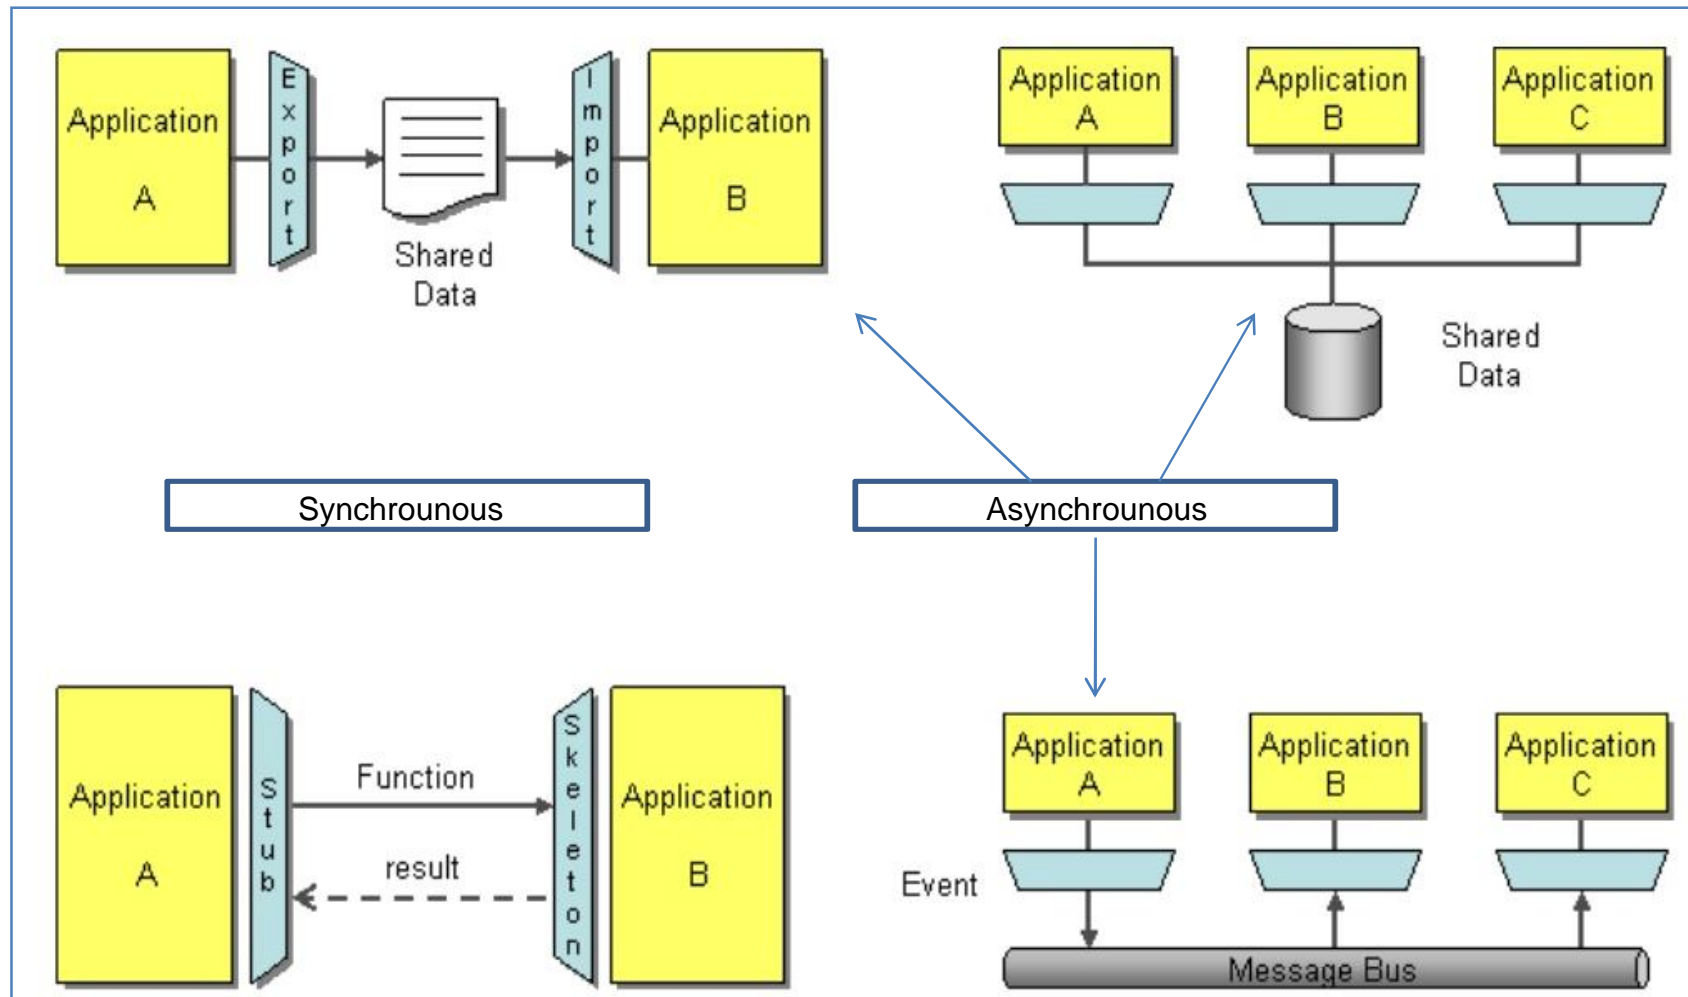 Application
A
Export
Shared
Data
Import
Application
B
Application
A
Application
B
Application
C
Shared
Data
Synchrounous
Asynchrounous
Application
A
Stub
Function
result
Skeleton
Application
B
Application
A
Application
B
Application
C
Event
Message Bus